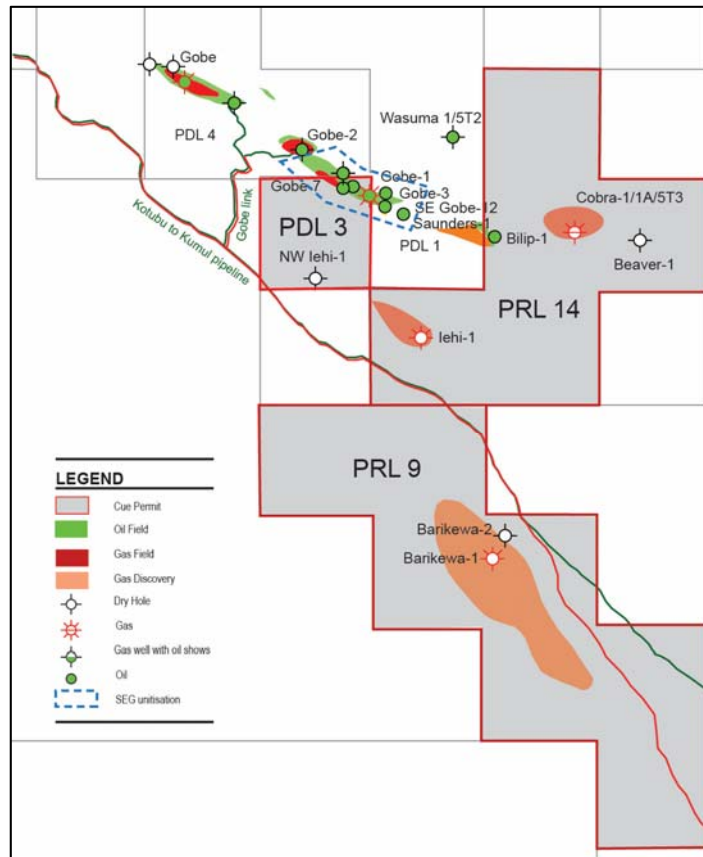 Gobe
Wasuma 1/5T2
PDL 4
Gobe-2
Gobe-1
Gobe-7
Gobe-3
Cobra-1/1A/5T3
SE Gobe-12
Saunders-1
Gobe link
PDL 3
PDL 1
Bilip-1
Beaver-1
Kotubu to Kumul pipeline
NW Iehi-1
PRL 14
Iehi-1
PRL 9
LEGEND
Cue Permit
Oil Field
Gas Field
Gas Discovery
Dry Hole
Gas
Gas well with oil shows
Oil
SEG unitisation
Barikewa-2
Barikewa-1